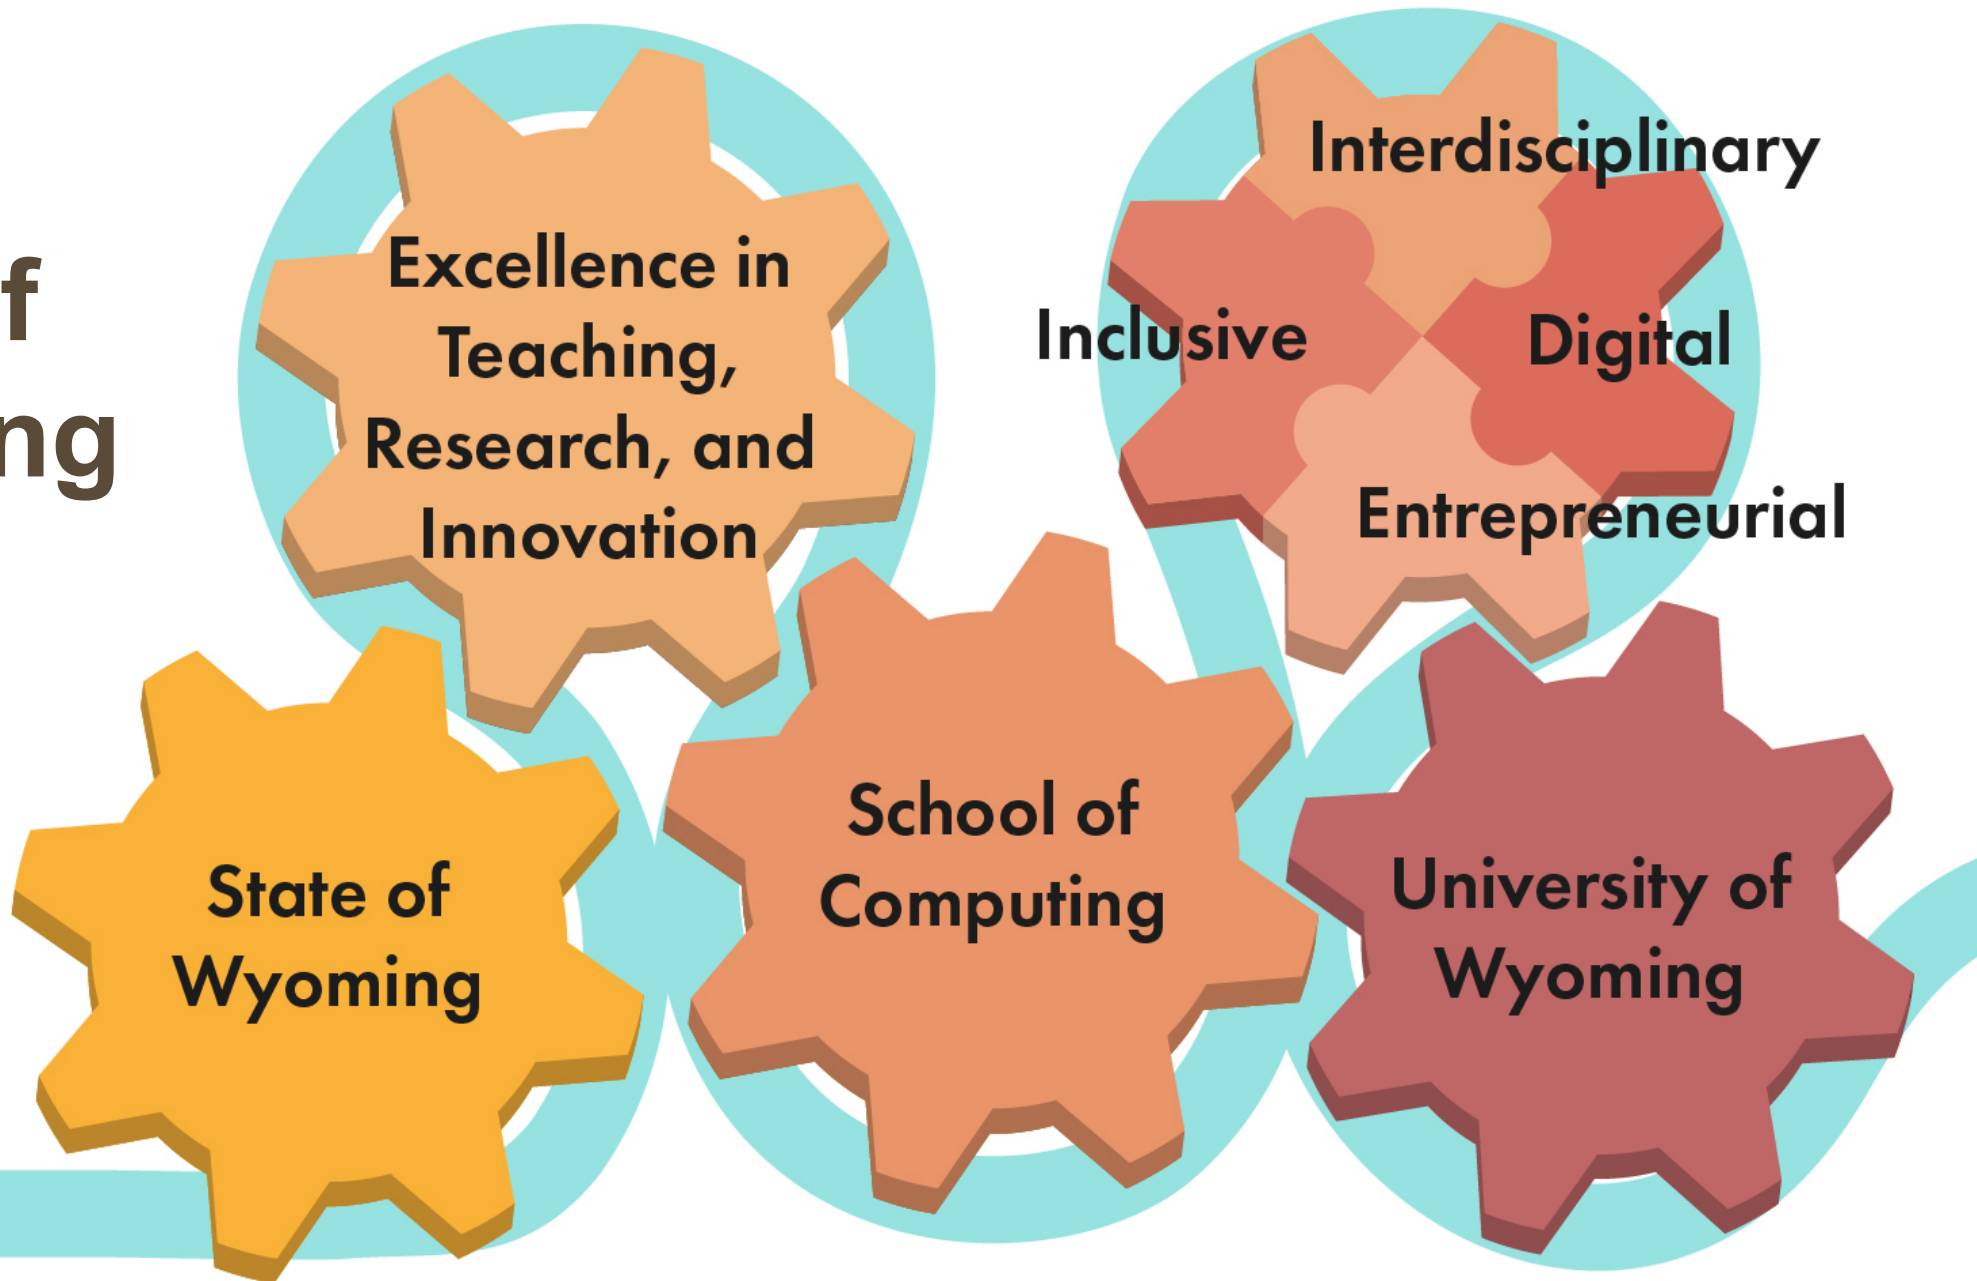 f
ng
Excellence in
Teaching,
Research, and
Innovation
Interdisciplinary
Inclusive
Digital
Entrepreneurial
State of
Wyoming
School of
Computing
University of
Wyoming